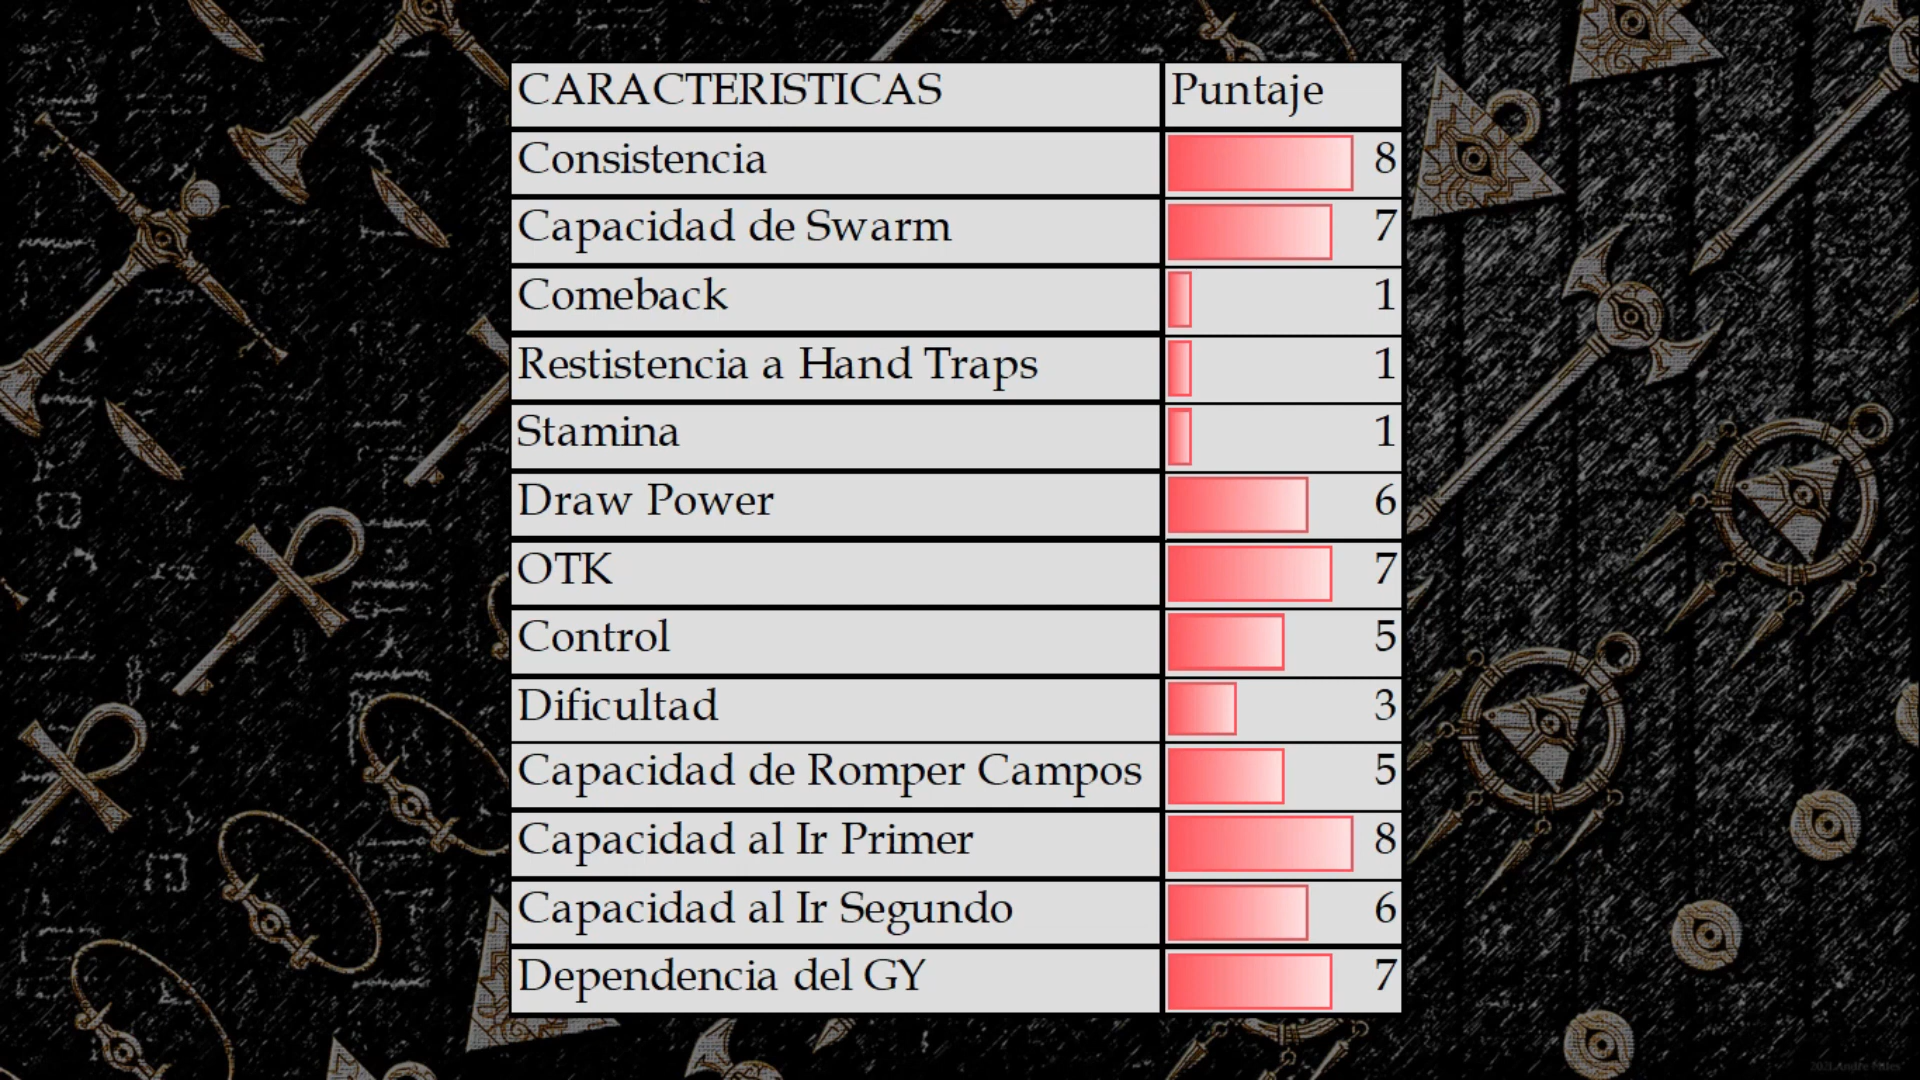 CARACTERISTICAS Puntaje
Consistencia 8
Capacidad de Swarm 7
Comeback 1
Restistencia a Hand Traps 1
Stamina 1
Draw Power 6
OTK 7
Control 5
Dificultad 3
Capacidad de Romper Campos 5
Capacidad al Ir Primer 8
Capacidad al Ir Segundo 6
Dependencia del GY 7